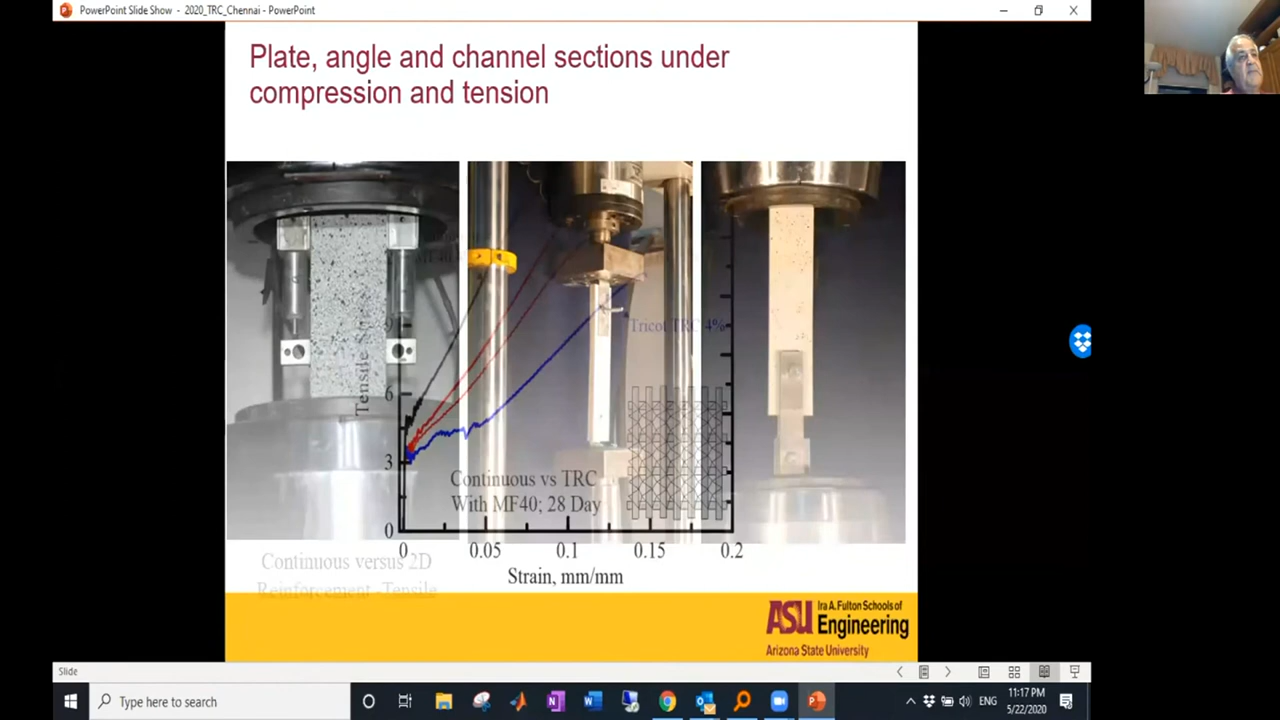 PowerPoint Slide Show - 2020_TRC_Chennai - PowerPoint
Plate, angle and channel sections under
compression and tension
MF40
Tricot TRC 4%
9
6
3
0
Continuous vs TRC
With MF40; 28 Day
0 0.05 0.1 0.15 0.2
Strain, mm/mm
Continuous versus 2D
Reinforcement -Tensile
ASU Ira A. Fulton Schools of
Engineering
Arizona State University
Slide
Type here to search
ENG
11:17 PM
5/22/2020